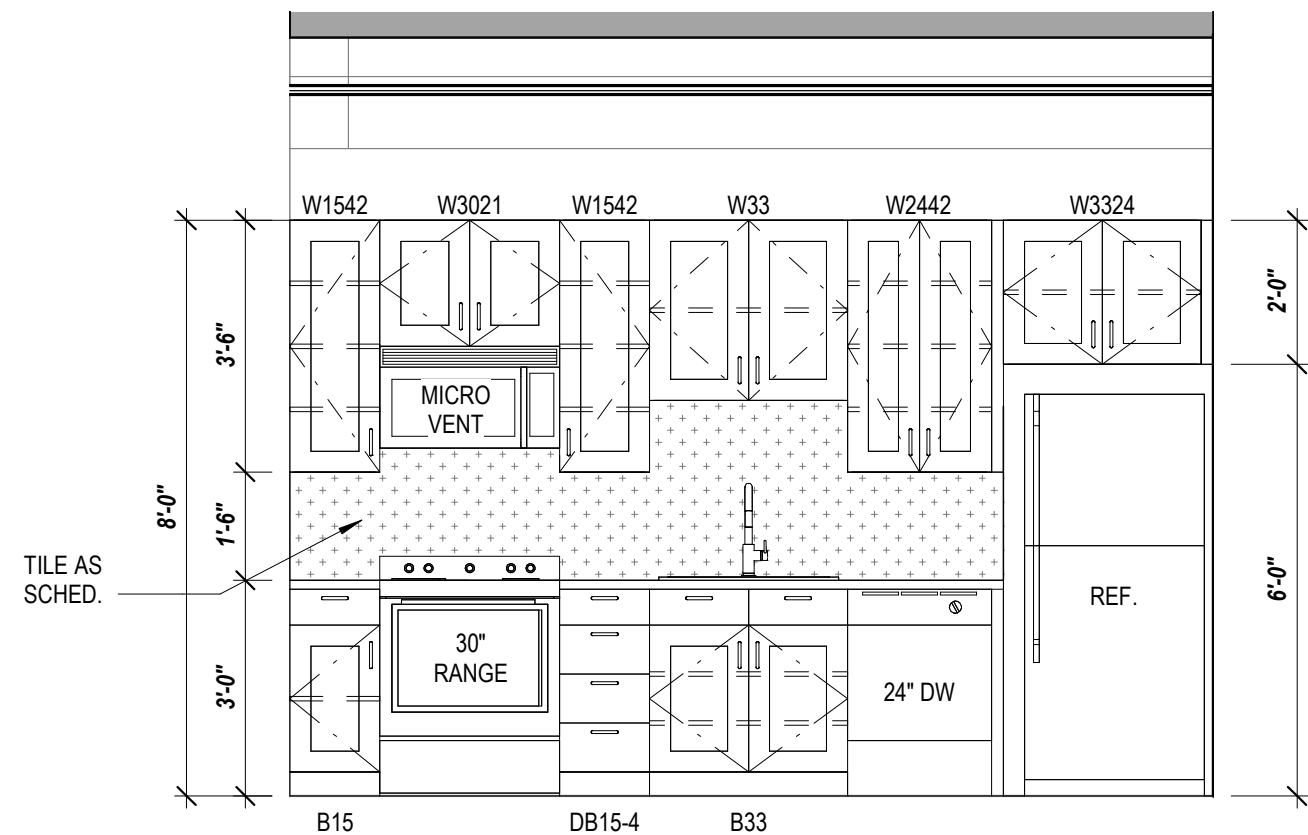 W1542 W3021 W1542 W33 W2442 W3324
3'-6"
2'-0"
MICRO
VENT
8'-0"
1'-6"
TILE AS
SCHED.
3'-0"
6'-0"
30"
RANGE
24" DW
REF.
B15 DB15-4 B33